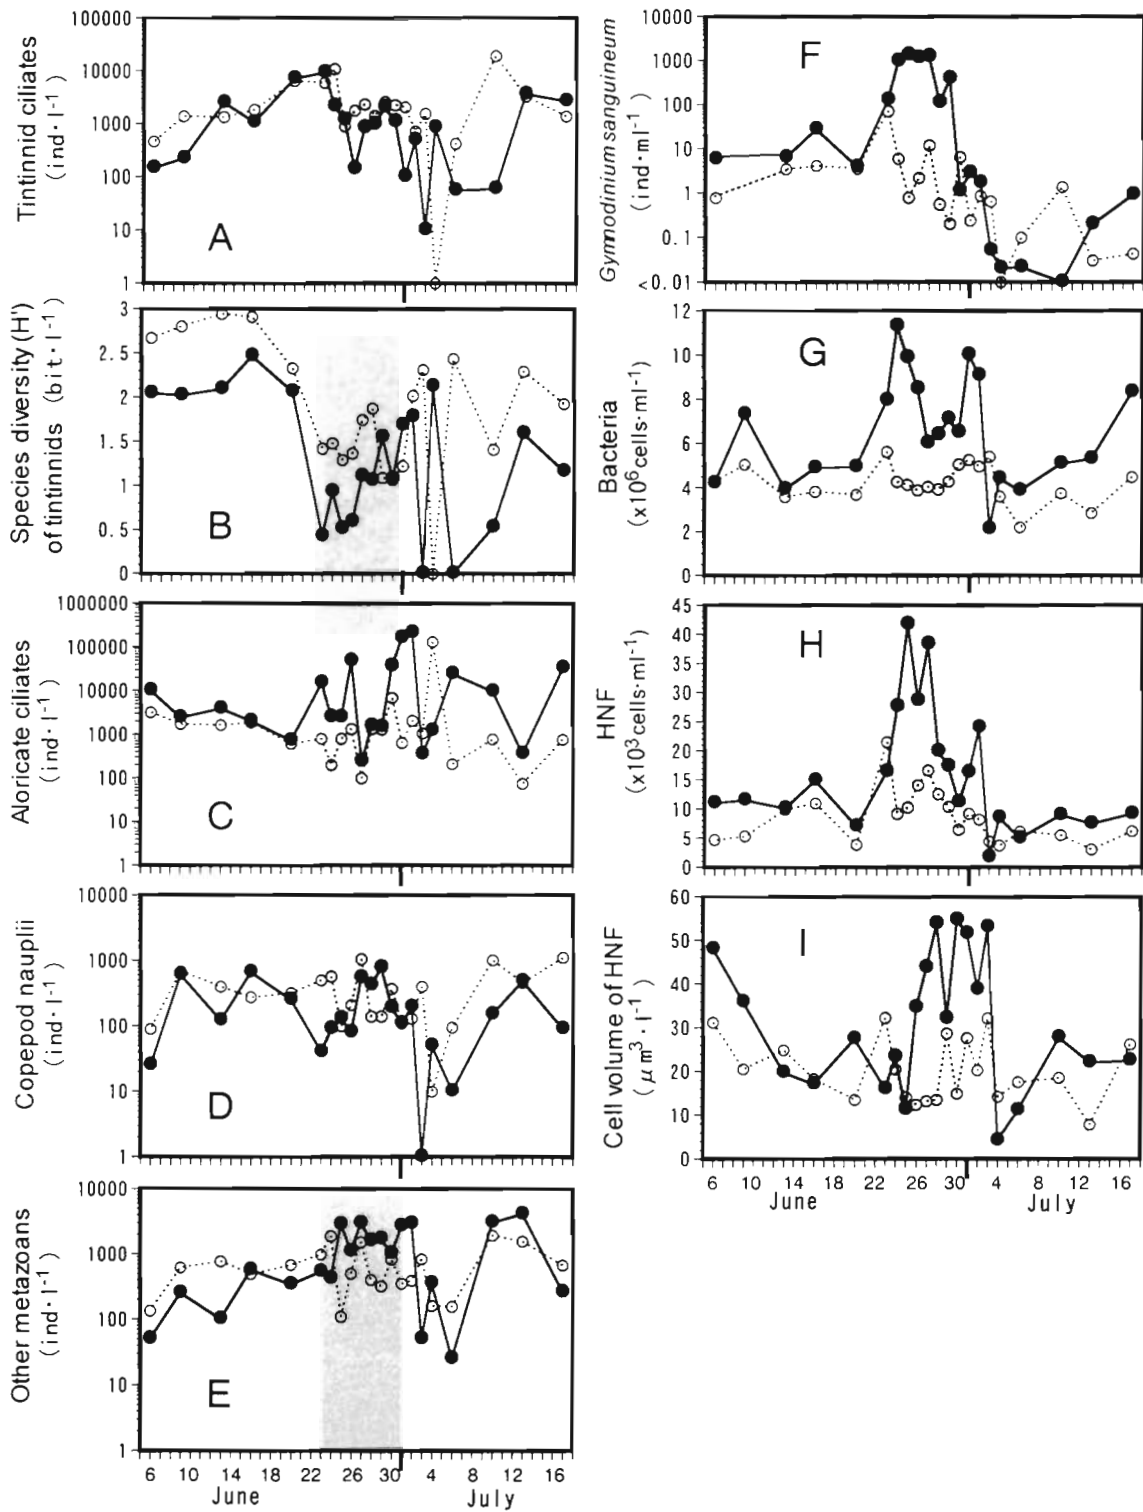 Tintinnid ciliates
(ind·l⁻¹)
100000
10000
1000
100
10
1
A
Species diversity (H')
of tintinnids (bit·l⁻¹)
3
2.5
2
1.5
1
0.5
0
B
Aloricate ciliates
(ind·l⁻¹)
1000000
100000
10000
1000
100
10
1
C
Copepod nauplii
(ind·l⁻¹)
10000
1000
100
10
1
D
Other metazoans
(ind·l⁻¹)
10000
1000
100
10
1
E
6 10 14 18 22 26 30 4 8 12 16
June July
Gymnodinium sanguineum
(ind·ml⁻¹)
10000
1000
100
10
1
0.1
<0.01
F
Bacteria
(x10⁶cells·ml⁻¹)
12
10
8
6
4
2
0
G
HNF
(x10³cells·ml⁻¹)
45
40
35
30
25
20
15
10
5
0
H
Cell volume of HNF
(μm³·l⁻¹)
60
50
40
30
20
10
0
I
6 10 14 18 22 26 30 4 8 12 16
June July